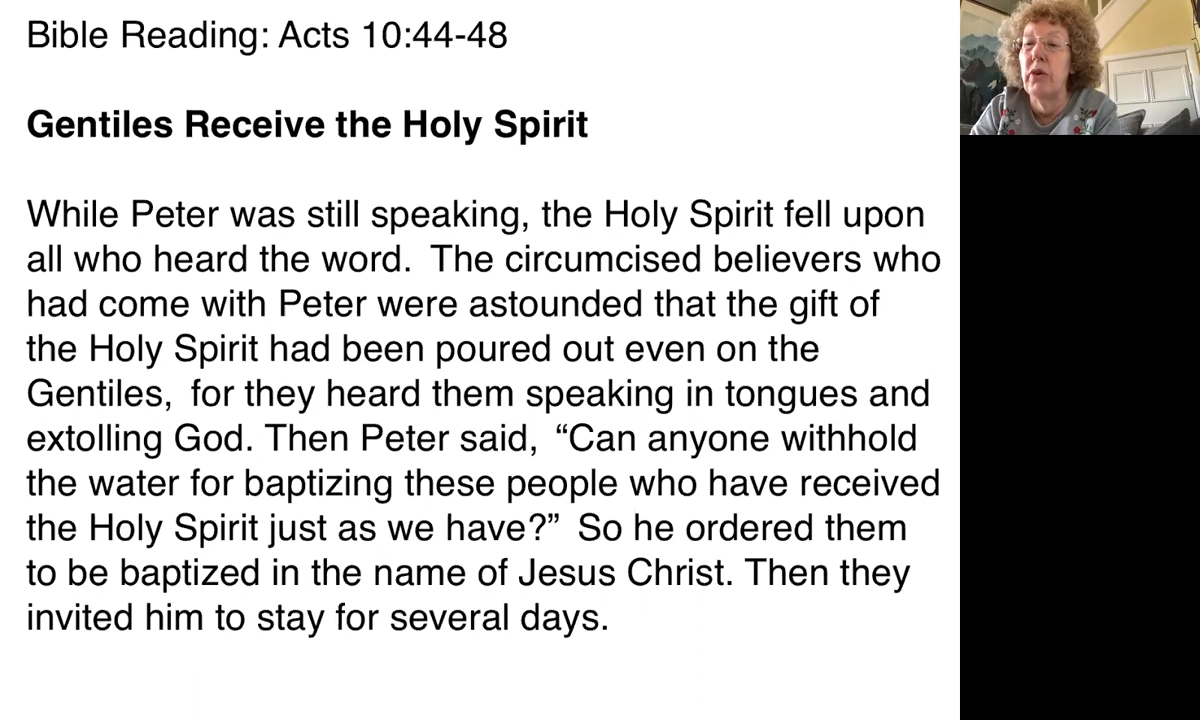 Bible Reading: Acts 10:44-48
Gentiles Receive the Holy Spirit
While Peter was still speaking, the Holy Spirit fell upon
all who heard the word.  The circumcised believers who
had come with Peter were astounded that the gift of
the Holy Spirit had been poured out even on the
Gentiles,  for they heard them speaking in tongues and
extolling God. Then Peter said,  “Can anyone withhold
the water for baptizing these people who have received
the Holy Spirit just as we have?”  So he ordered them
to be baptized in the name of Jesus Christ. Then they
invited him to stay for several days.